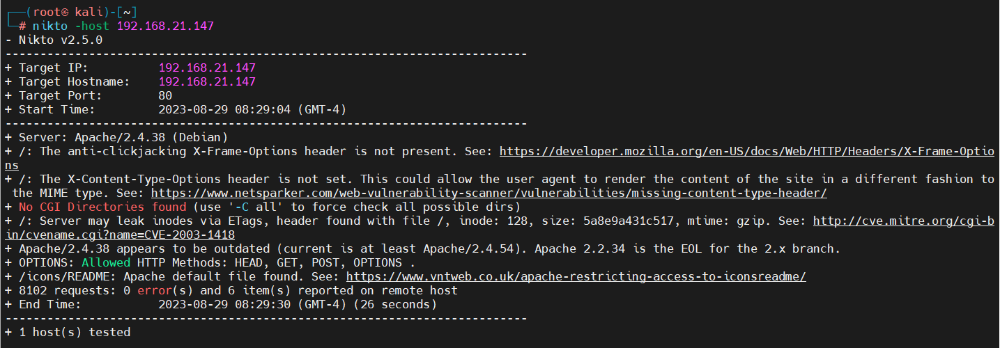 ┌──(root㉿ kali)-[~]
└─# nikto -host 192.168.21.147
- Nikto v2.5.0
---------------------------------------------------------------------------
+ Target IP:          192.168.21.147
+ Target Hostname:    192.168.21.147
+ Target Port:        80
+ Start Time:         2023-08-29 08:29:04 (GMT-4)
---------------------------------------------------------------------------
+ Server: Apache/2.4.38 (Debian)
+ /: The anti-clickjacking X-Frame-Options header is not present. See: https://developer.mozilla.org/en-US/docs/Web/HTTP/Headers/X-Frame-Optio
ns
+ /: The X-Content-Type-Options header is not set. This could allow the user agent to render the content of the site in a different fashion to
 the MIME type. See: https://www.netsparker.com/web-vulnerability-scanner/vulnerabilities/missing-content-type-header/
+ No CGI Directories found (use '-C all' to force check all possible dirs)
+ /: Server may leak inodes via ETags, header found with file /, inode: 128, size: 5a8e9a431c517, mtime: gzip. See: http://cve.mitre.org/cgi-b
in/cvename.cgi?name=CVE-2003-1418
+ Apache/2.4.38 appears to be outdated (current is at least Apache/2.4.54). Apache 2.2.34 is the EOL for the 2.x branch.
+ OPTIONS: Allowed HTTP Methods: HEAD, GET, POST, OPTIONS .
+ /icons/README: Apache default file found. See: https://www.vntweb.co.uk/apache-restricting-access-to-iconsreadme/
+ 8102 requests: 0 error(s) and 6 item(s) reported on remote host
+ End Time:           2023-08-29 08:29:30 (GMT-4) (26 seconds)
---------------------------------------------------------------------------
+ 1 host(s) tested